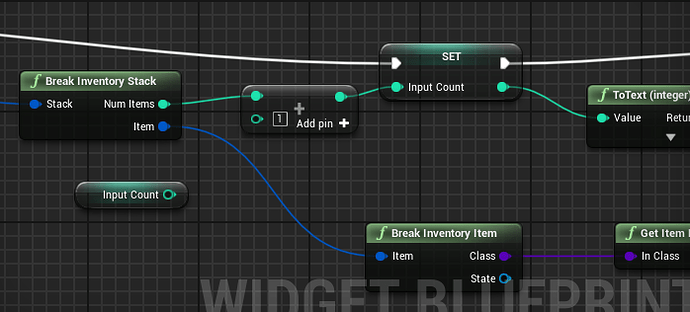 SET
Input Count
f Break Inventory Stack
Stack Num Items
Item
1
Add pin
Input Count
f ToText (integer)
Value Retu
f Break Inventory Item
Item Class
State
f Get Item
In Class
WIDGET BLUEPRINT